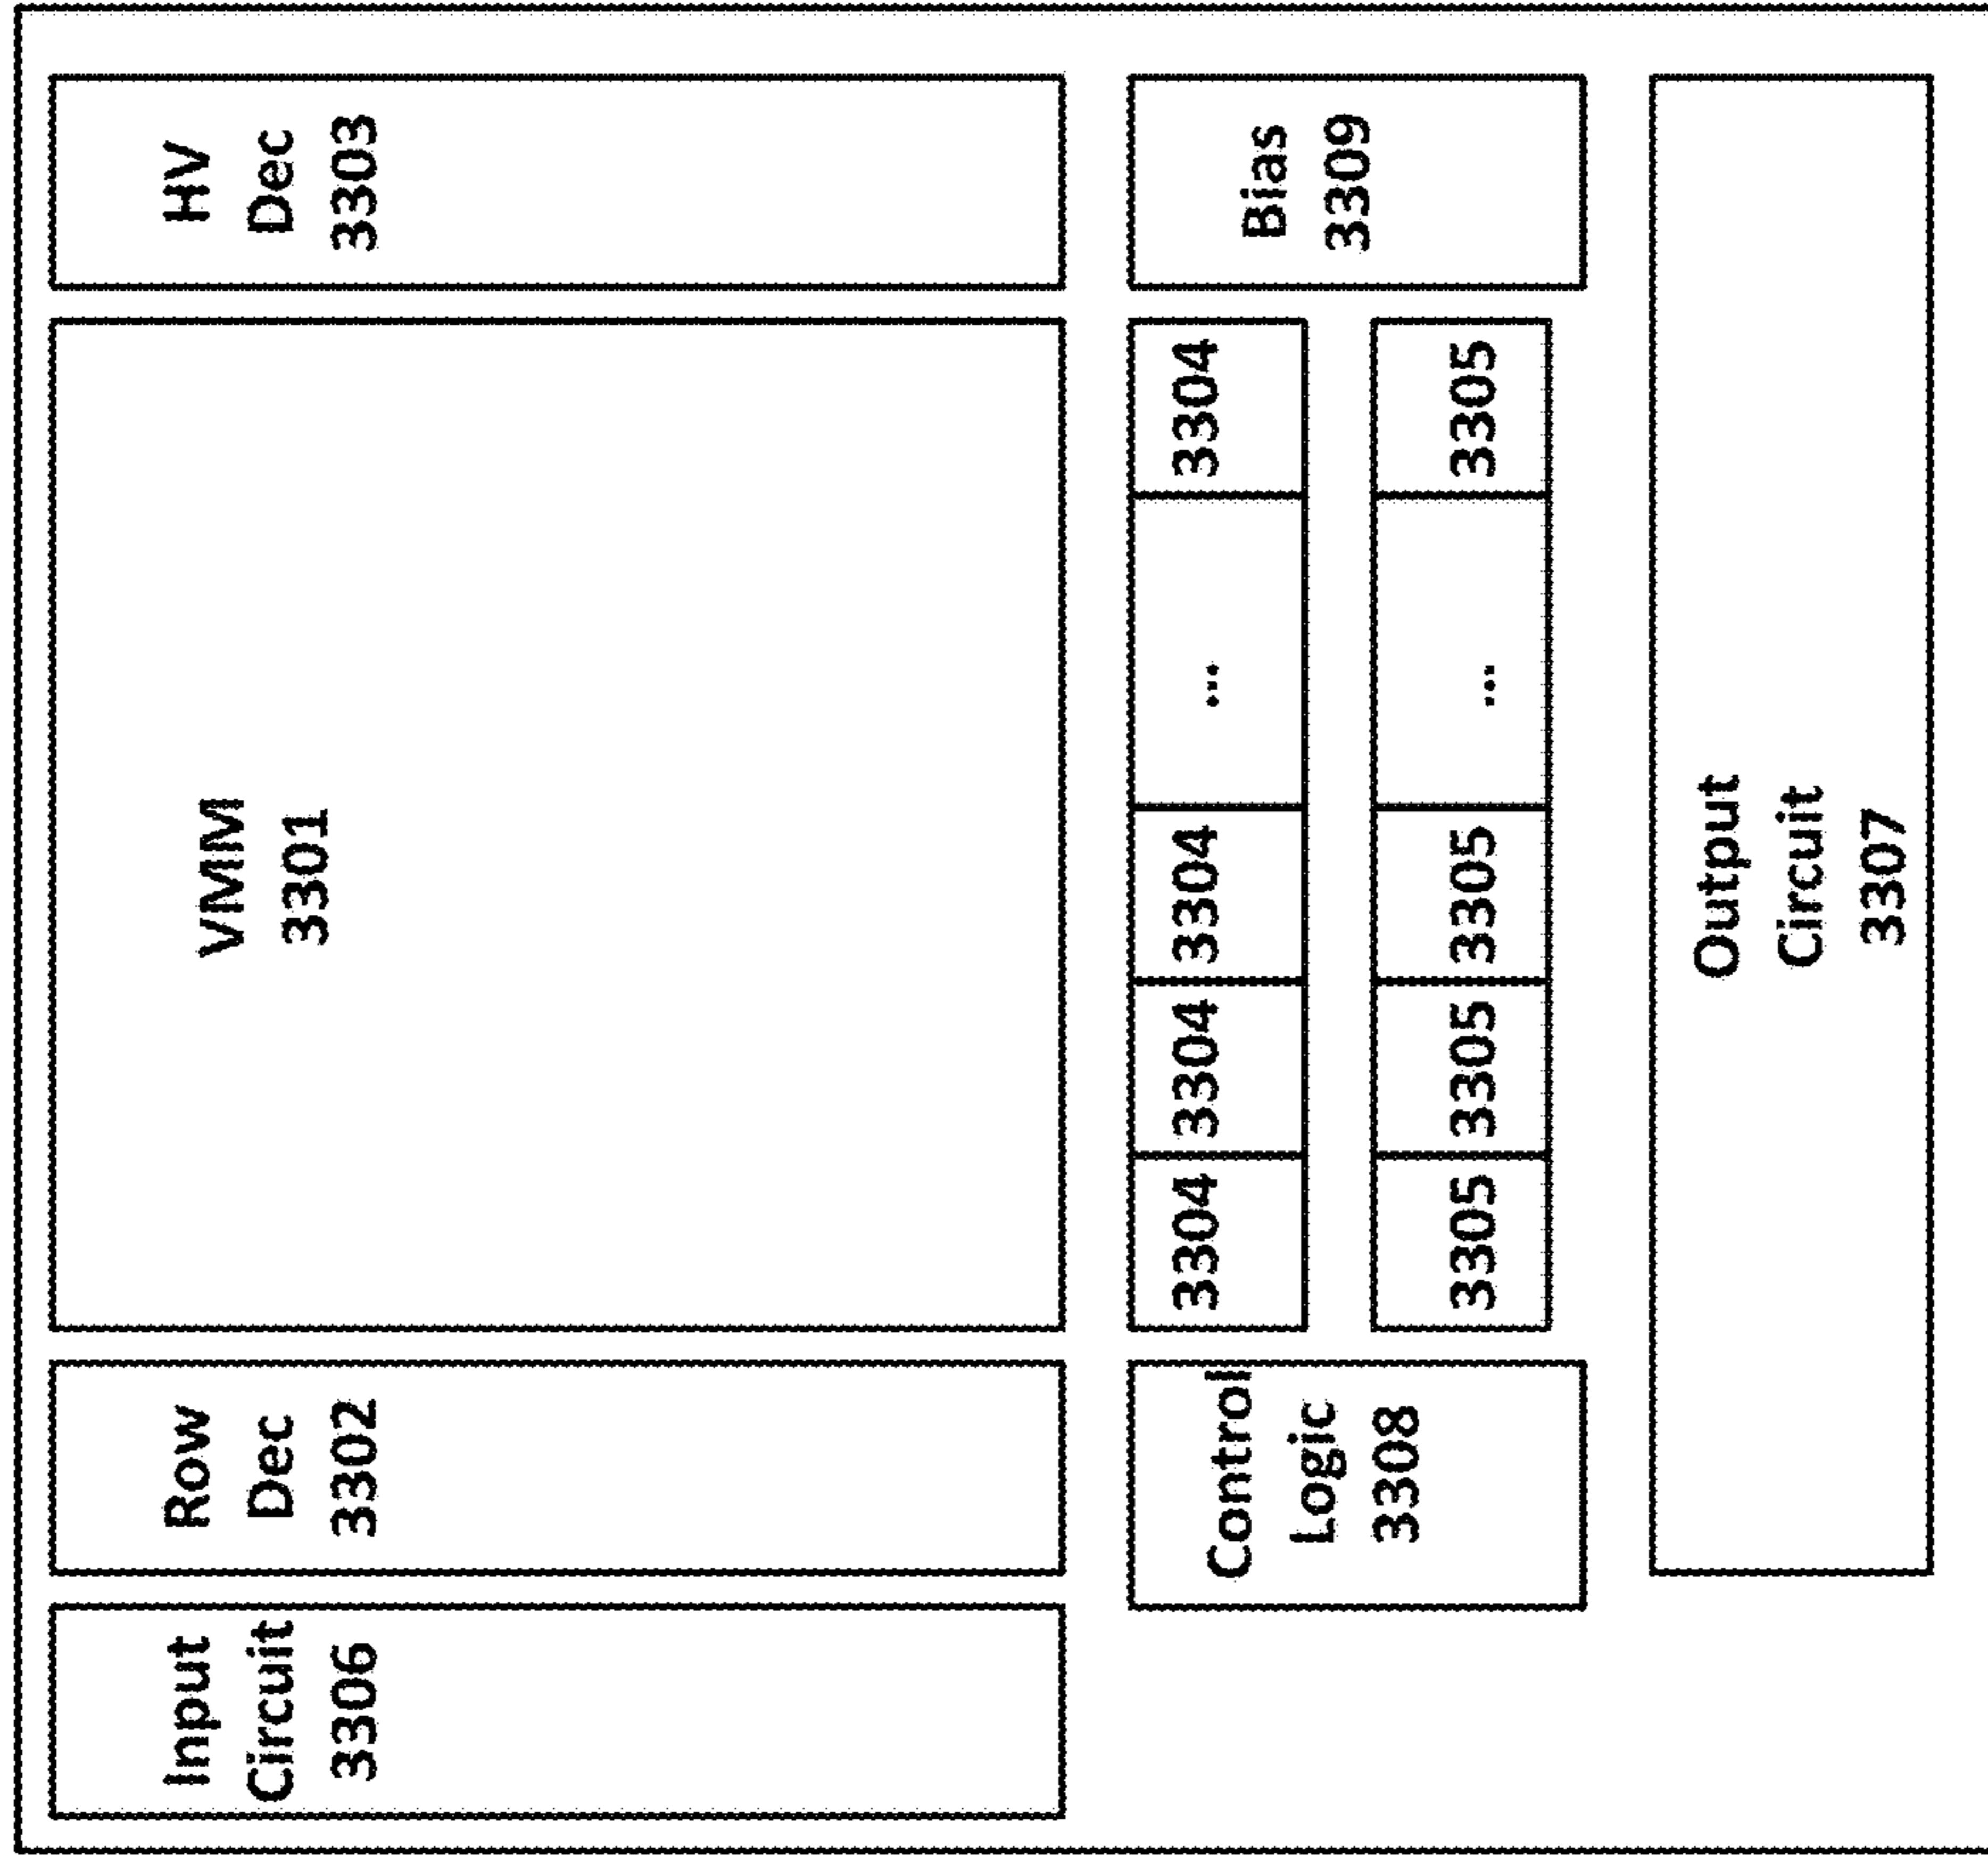 Input
Circuit
3306
Row
Dec
3302
VMM
3301
HV
Dec
3303
Control
Logic
3308
3304
3304
3304
...
3304
3305
3305
3305
...
3305
Bias
3309
Output
Circuit
3307